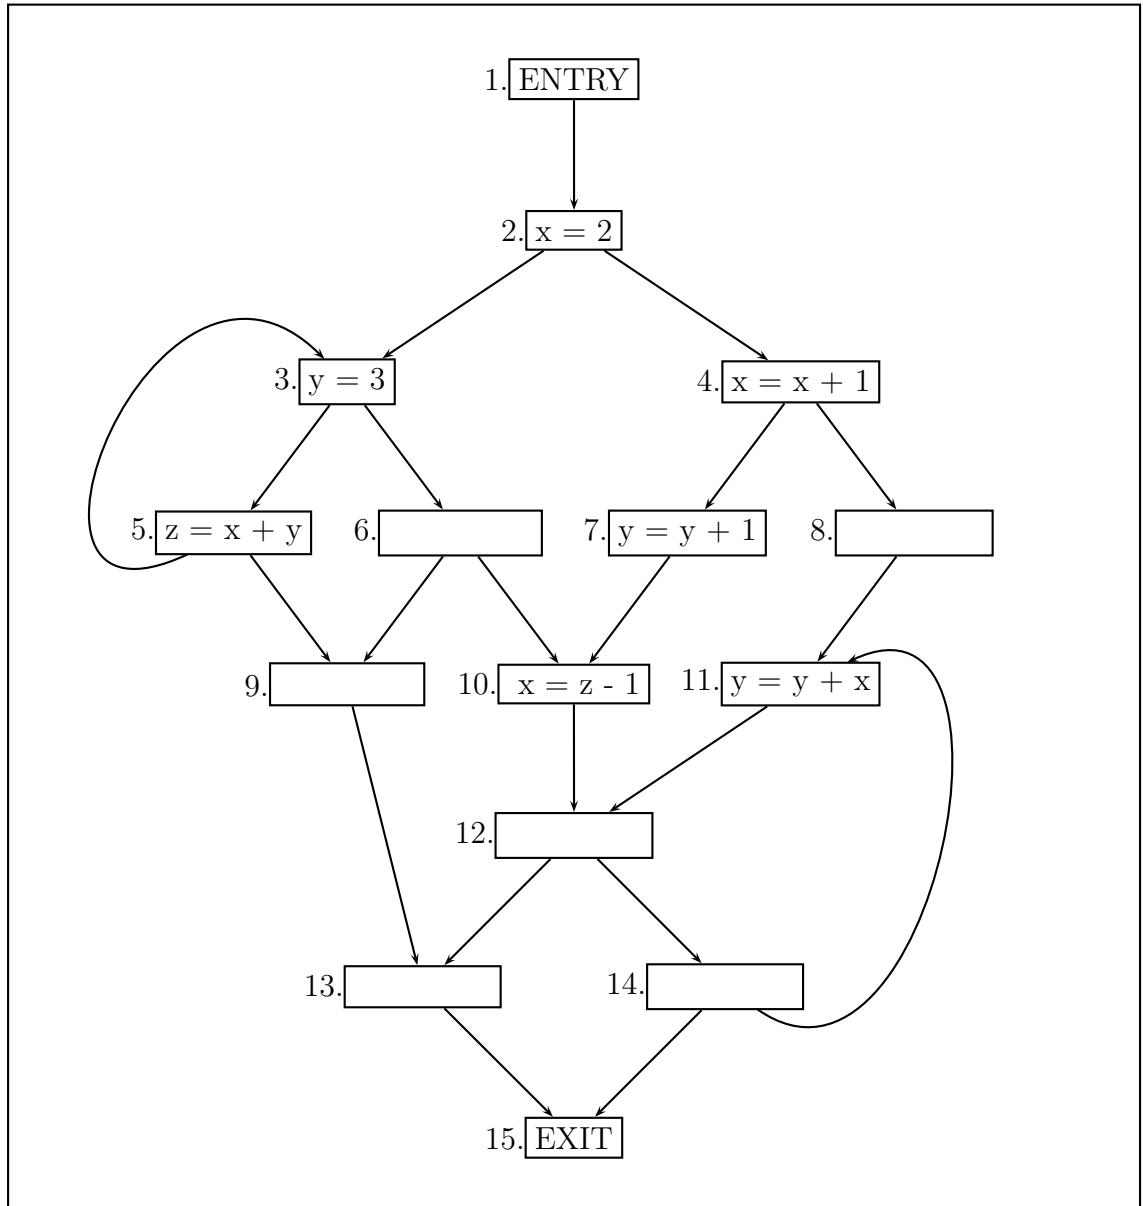 1. ENTRY
2. x = 2
3. y = 3
4. x = x + 1
5. z = x + y
6.
7. y = y + 1
8.
9.
10. x = z - 1
11. y = y + x
12.
13.
14.
15. EXIT